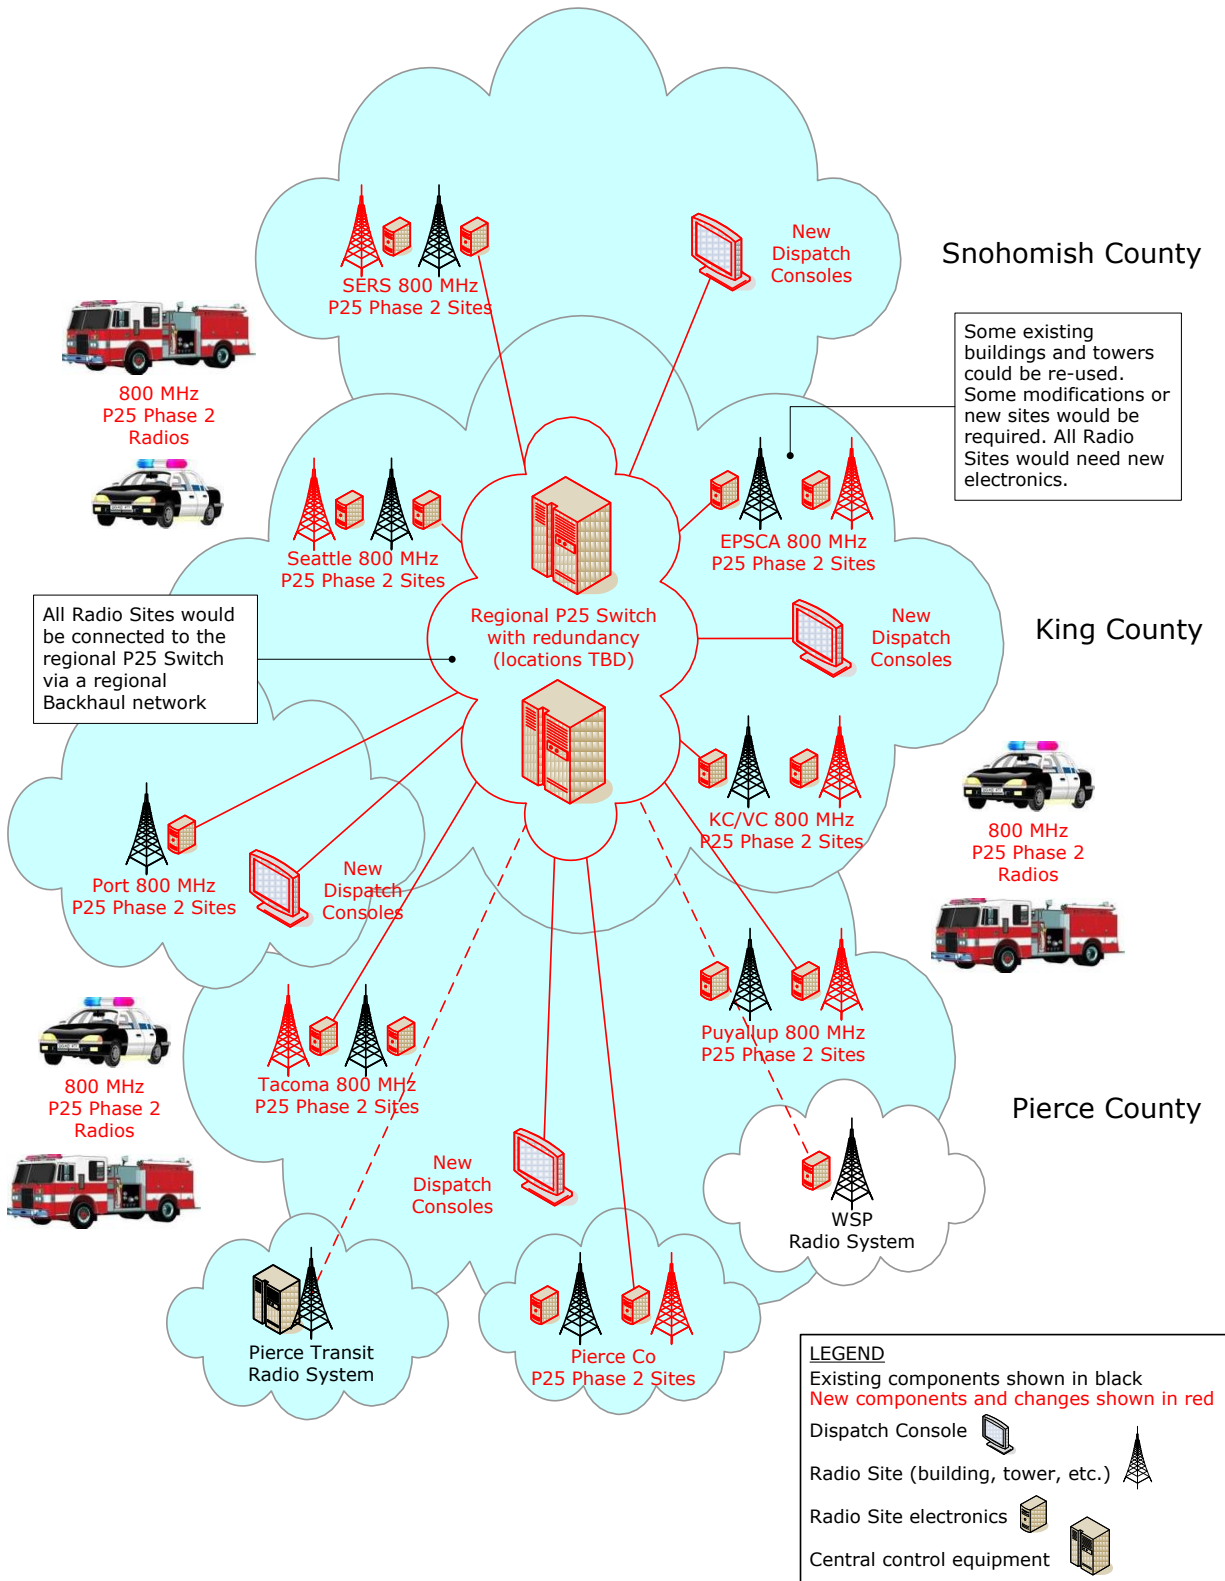 SERS 800 MHz
P25 Phase 2 Sites
New
Dispatch
Consoles
Snohomish County
800 MHz
P25 Phase 2
Radios
Some existing
buildings and towers
could be re-used.
Some modifications or
new sites would be
required. All Radio
Sites would need new
electronics.
Seattle 800 MHz
P25 Phase 2 Sites
EPSCA 800 MHz
P25 Phase 2 Sites
All Radio Sites would
be connected to the
regional P25 Switch
via a regional
Backhaul network
Regional P25 Switch
with redundancy
(locations TBD)
New
Dispatch
Consoles
King County
KC/VC 800 MHz
P25 Phase 2 Sites
800 MHz
P25 Phase 2
Radios
Port 800 MHz
P25 Phase 2 Sites
New
Dispatch
Consoles
Puyallup 800 MHz
P25 Phase 2 Sites
Tacoma 800 MHz
P25 Phase 2 Sites
800 MHz
P25 Phase 2
Radios
Pierce County
New
Dispatch
Consoles
WSP
Radio System
Pierce Transit
Radio System
Pierce Co
P25 Phase 2 Sites
LEGEND
Existing components shown in black
New components and changes shown in red
Dispatch Console
Radio Site (building, tower, etc.)
Radio Site electronics
Central control equipment